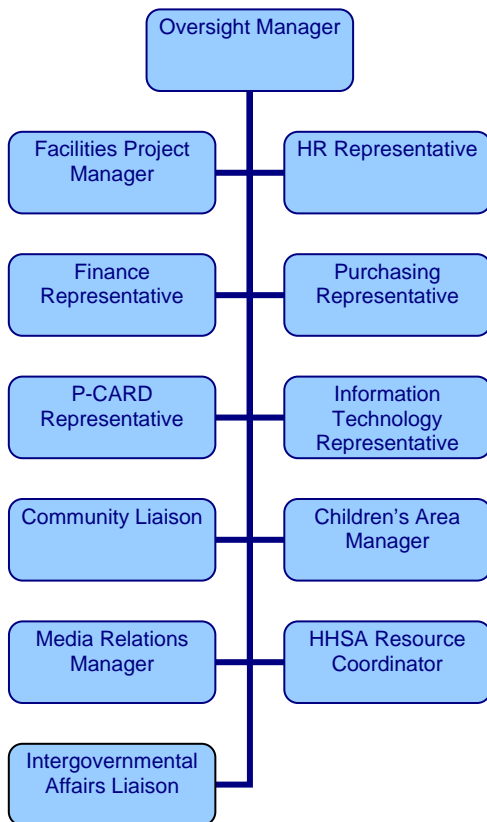 Oversight Manager
Facilities Project
Manager
HR Representative
Finance
Representative
Purchasing
Representative
P-CARD
Representative
Information
Technology
Representative
Community Liaison
Children’s Area
Manager
Media Relations
Manager
HHSA Resource
Coordinator
Intergovernmental
Affairs Liaison